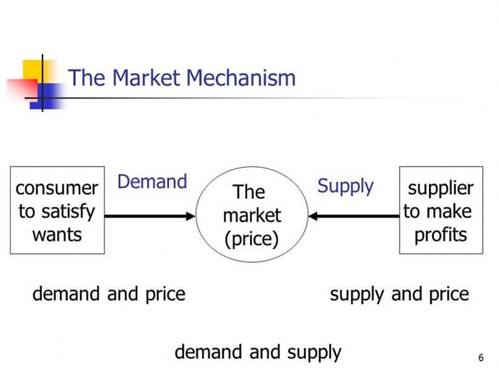 The Market Mechanism
consumer
to satisfy
wants
Demand
The
market
(price)
Supply
supplier
to make
profits
demand and price
supply and price
demand and supply
6